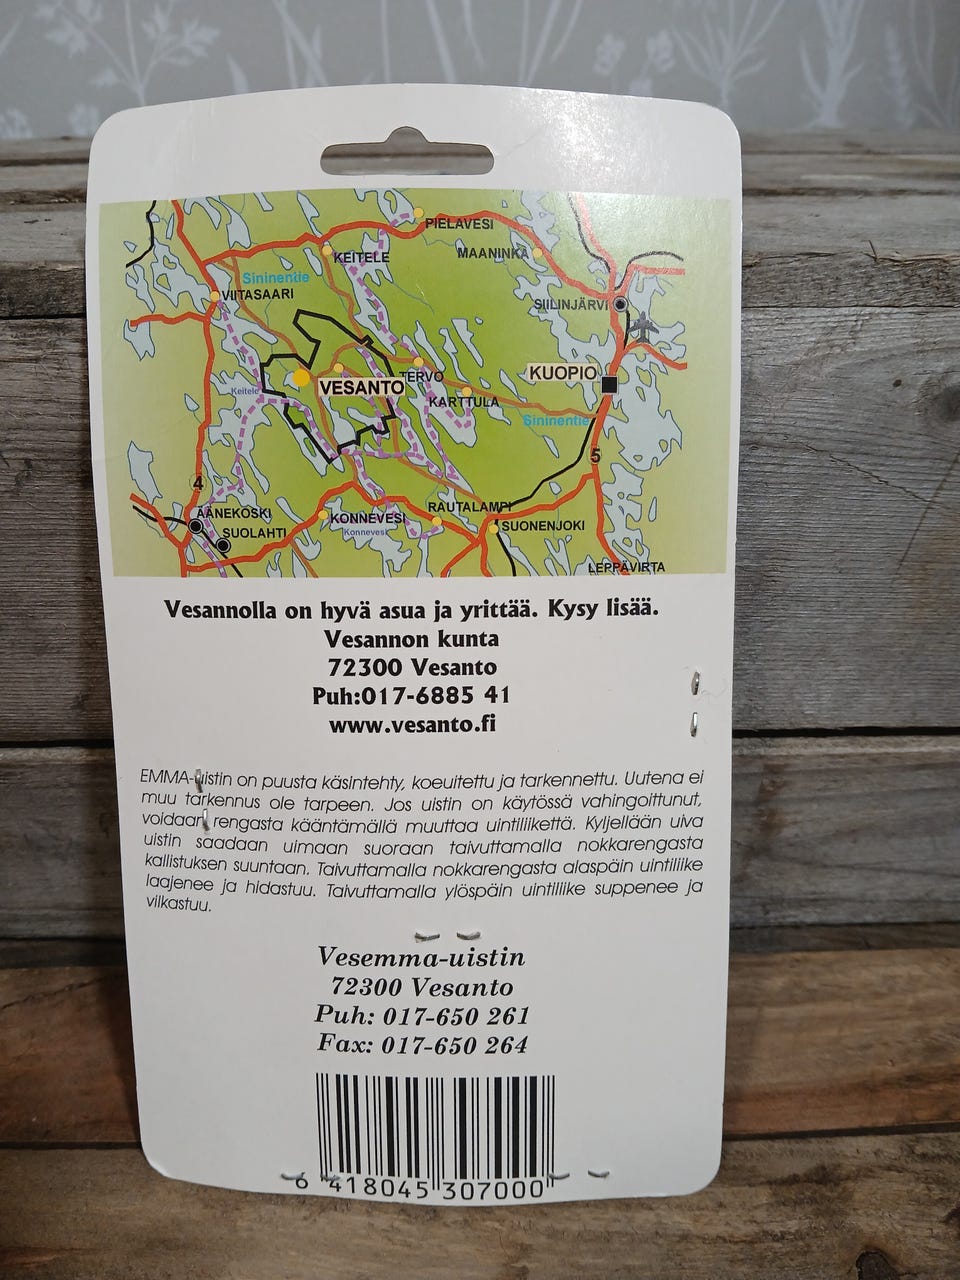 PIELAVESI
MAANINKA
KEITELE
Sininentie
VIITASAARI
SIILINJÄRVI
KUOPIO
TERVO
VESANTO
Keitele
KARTTULA
Sininentie
5
4
ÄÄNEKOSKI
RAUTALAMPI
KONNEVESI
SUONENJOKI
SUOLAHTI
Konnevesi
LEPPÄVIRTA
Vesannolla on hyvä asua ja yrittää. Kysy lisää.
Vesannon kunta
72300 Vesanto
Puh:017-6885 41
www.vesanto.fi
EMMA-uistin on puusta käsintehty, koeuitettu ja tarkennettu. Uutena ei
muu tarkennus ole tarpeen. Jos uistin on käytössä vahingoittunut,
voidaan rengasta kääntämällä muuttaa uintiliikettä. Kyljellään uiva
uistin saadaan uimaan suoraan taivuttamalla nokkarengasta
kallistuksen suuntaan. Taivuttamalla nokkarengasta alaspäin uintiliike
laajenee ja hidastuu. Taivuttamalla ylöspäin uintiliike suppenee ja
vilkastuu.
Vesemma-uistin
72300 Vesanto
Puh: 017-650 261
Fax: 017-650 264
6 418045 307000